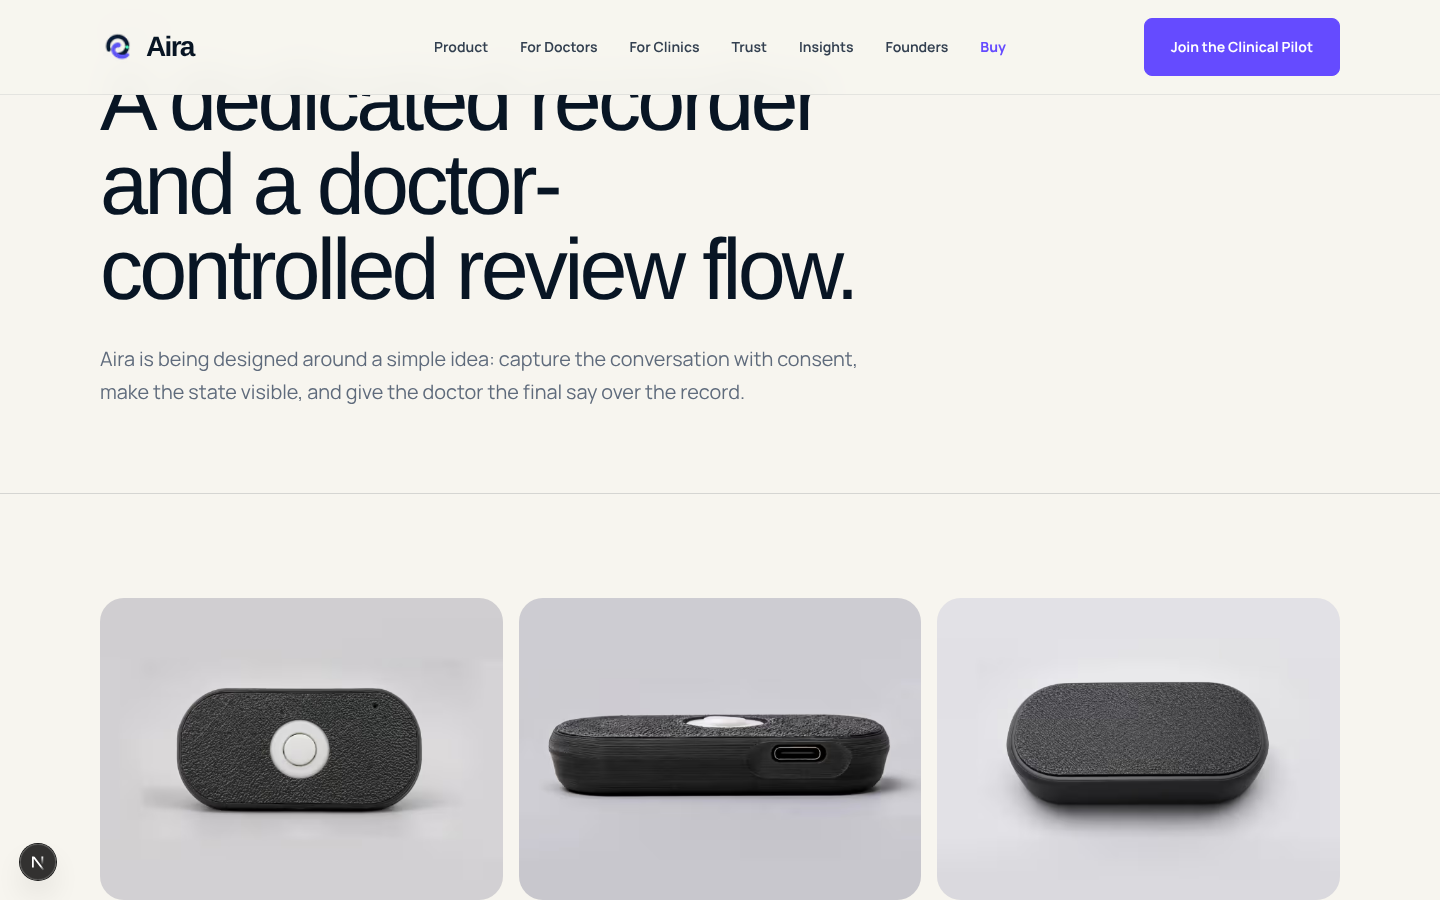 Aira
Product
For Doctors
For Clinics
Trust
Insights
Founders
Buy
Join the Clinical Pilot
A dedicated recorder
and a doctor-
controlled review flow.
Aira is being designed around a simple idea: capture the conversation with consent,
make the state visible, and give the doctor the final say over the record.
N